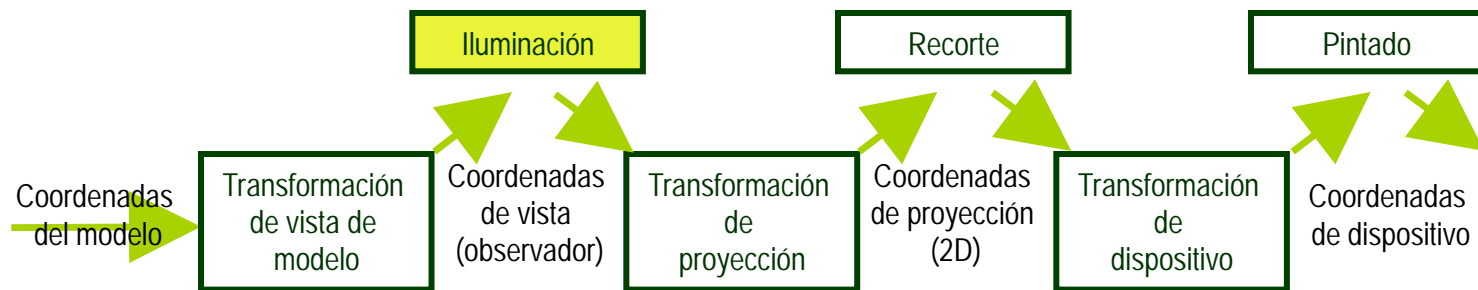 Iluminación
Recorte
Pintado
Coordenadas
del modelo
Transformación
de vista de
modelo
Coordenadas
de vista
(observador)
Transformación
de
proyección
Coordenadas
de proyección
(2D)
Transformación
de
dispositivo
Coordenadas
de dispositivo